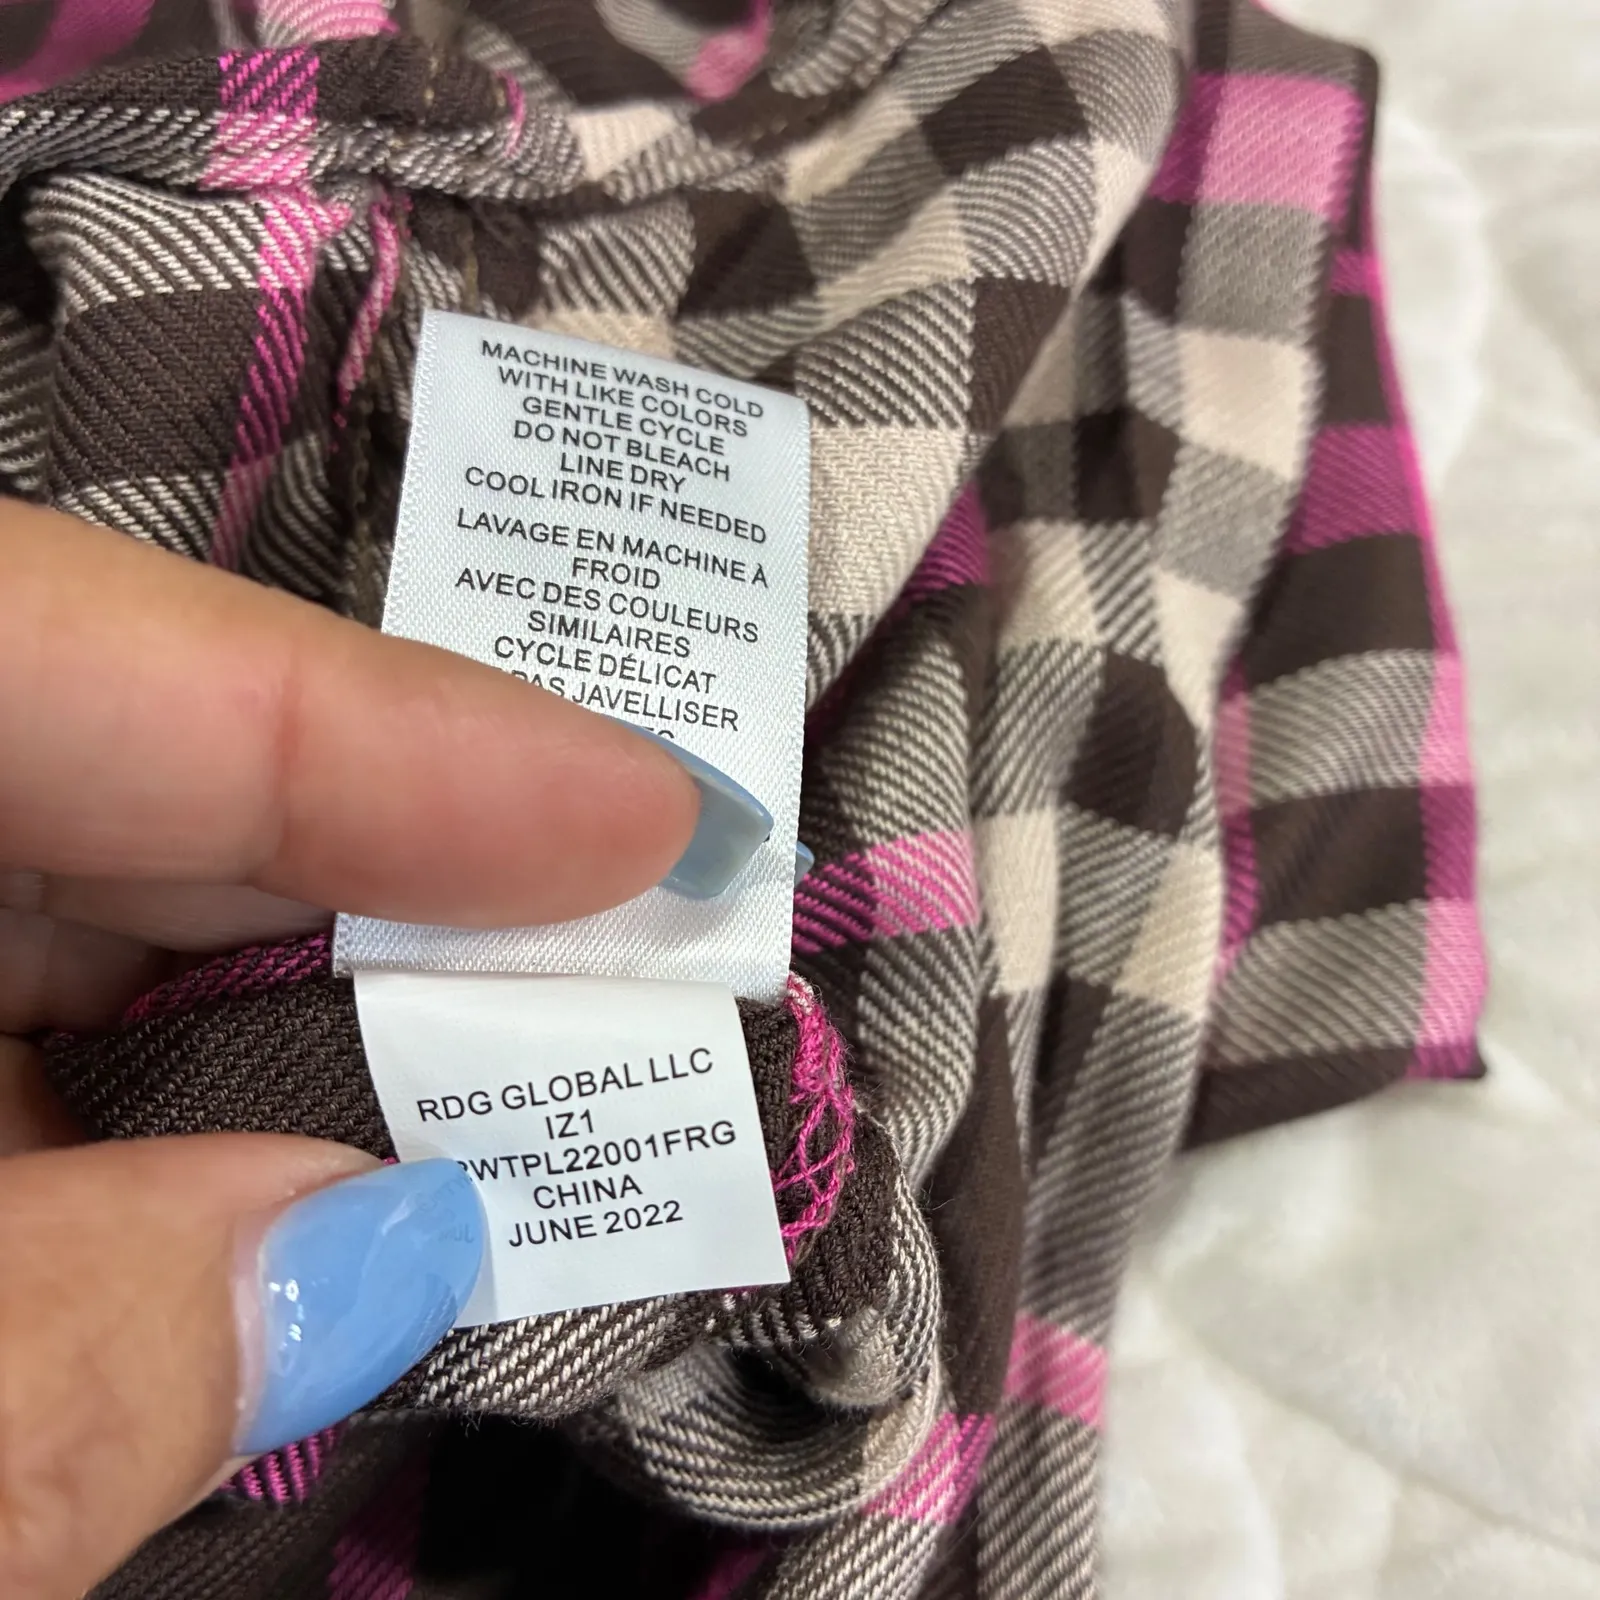 MACHINE WASH COLD
WITH LIKE COLORS
GENTLE CYCLE
DO NOT BLEACH
LINE DRY
COOL IRON IF NEEDED
LAVAGE EN MACHINE À
FROID
AVEC DES COULEURS
SIMILAIRES
CYCLE DÉLICAT
PAS JAVELLISER
RDG GLOBAL LLC
IZ1
WTPL22001FRG
CHINA
JUNE 2022